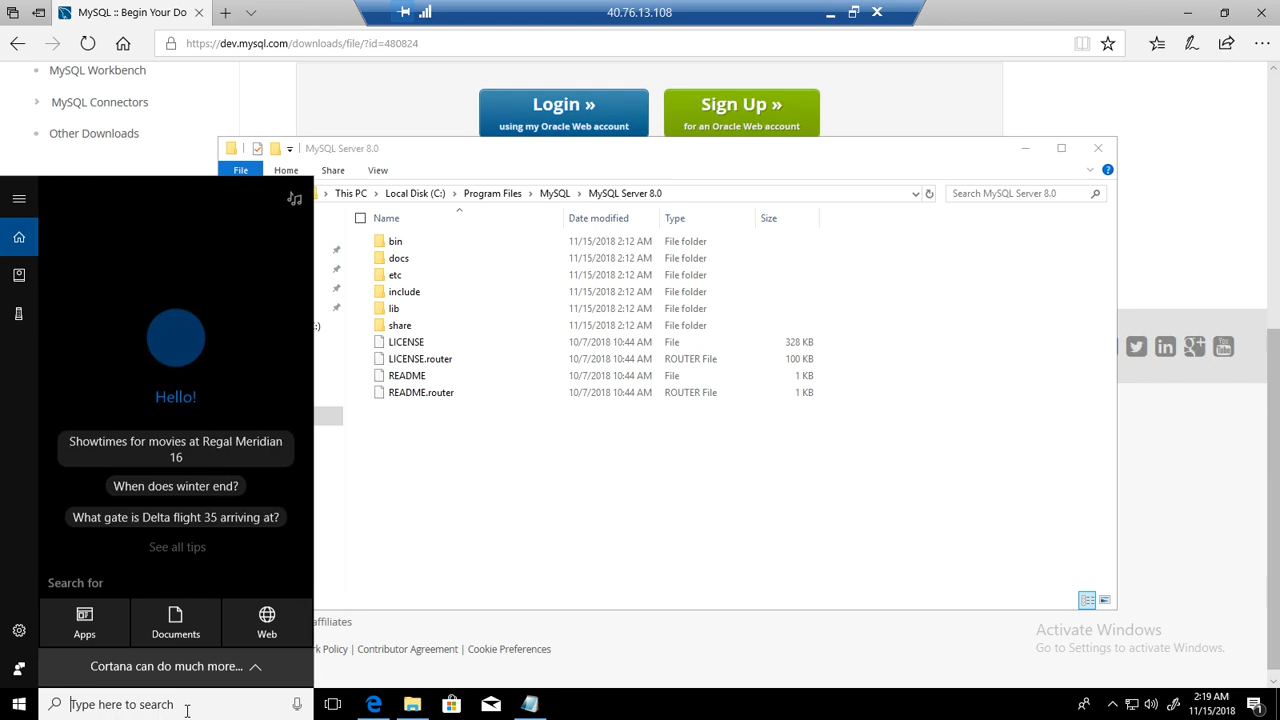 MySQL :: Begin Your Do
40.76.13.108
https://dev.mysql.com/downloads/file/?id=480824
MySQL Workbench
MySQL Connectors
Other Downloads
Login »
using my Oracle Web account
Sign Up »
for an Oracle Web account
MySQL Server 8.0
File Home Share View
This PC Local Disk (C:) Program Files MySQL MySQL Server 8.0
Search MySQL Server 8.0
Name Date modified Type Size
bin 11/15/2018 2:12 AM File folder
docs 11/15/2018 2:12 AM File folder
etc 11/15/2018 2:12 AM File folder
include 11/15/2018 2:12 AM File folder
lib 11/15/2018 2:12 AM File folder
:) share 11/15/2018 2:12 AM File folder
LICENSE 10/7/2018 10:44 AM File 328 KB
LICENSE.router 10/7/2018 10:44 AM ROUTER File 100 KB
README 10/7/2018 10:44 AM File 1 KB
README.router 10/7/2018 10:44 AM ROUTER File 1 KB
Hello!
Showtimes for movies at Regal Meridian
16
When does winter end?
What gate is Delta flight 35 arriving at?
See all tips
Search for
Apps Documents Web
Cortana can do much more...
Type here to search
affiliates
rk Policy | Contributor Agreement | Cookie Preferences
You
Tube
Activate Windows
Go to Settings to activate Windows.
2:19 AM
11/15/2018
1